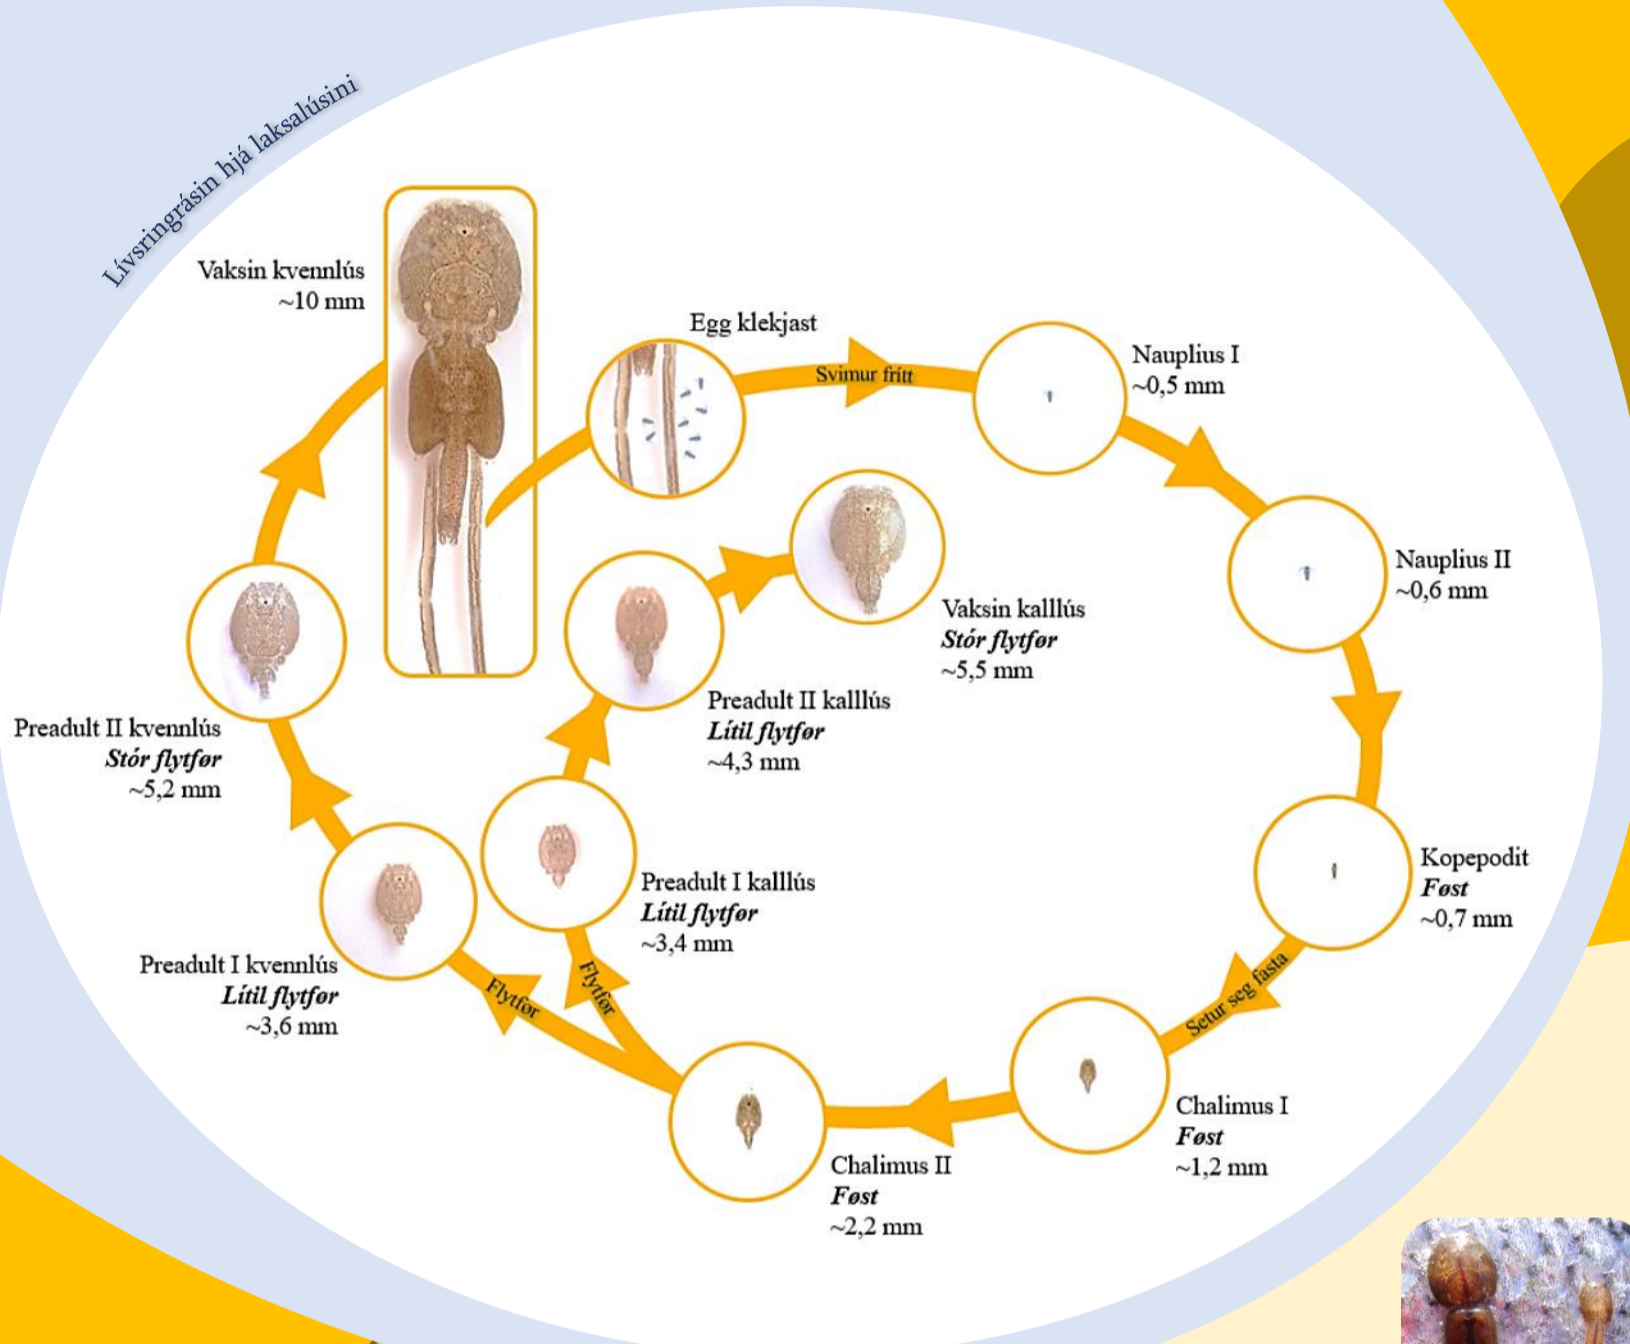 Lívsringrásin hjá laksalúsini
Vaksin kvennlús
~10 mm
Egg klekjast
Svimur frítt
Nauplius I
~0,5 mm
Nauplius II
~0,6 mm
Kopepodit
Føst
~0,7 mm
Setur seg fasta
Chalimus I
Føst
~1,2 mm
Chalimus II
Føst
~2,2 mm
Flytfør
Flytfør
Preadult I kalllús
Lítil flytfør
~3,4 mm
Preadult II kalllús
Lítil flytfør
~4,3 mm
Vaksin kalllús
Stór flytfør
~5,5 mm
Preadult I kvennlús
Lítil flytfør
~3,6 mm
Preadult II kvennlús
Stór flytfør
~5,2 mm